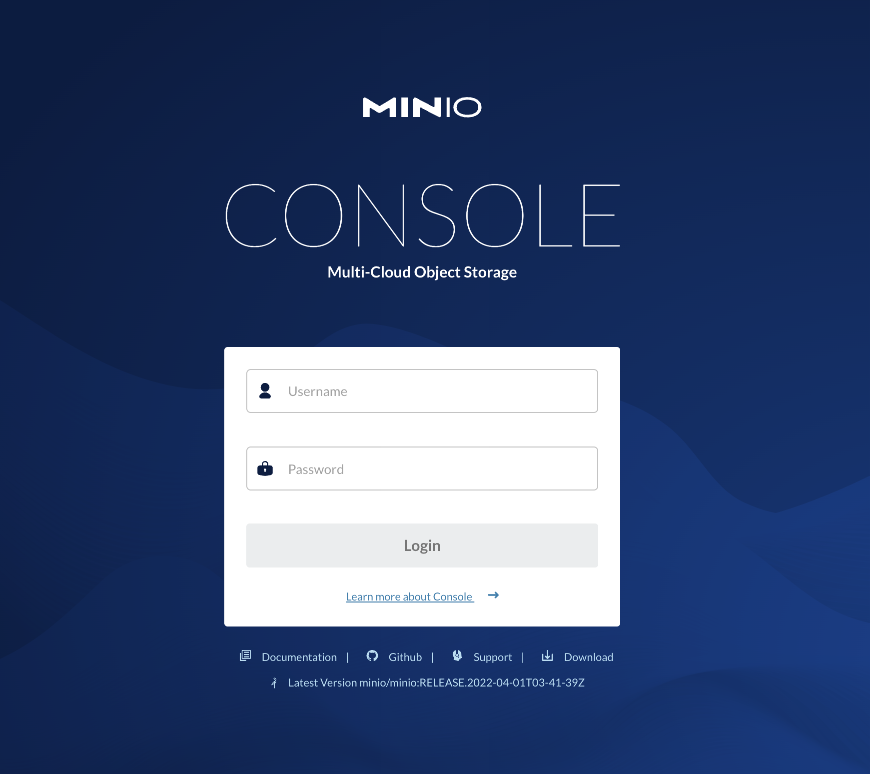 MINIO
CONSOLE
Multi-Cloud Object Storage
Username
Password
Login
Learn more about Console
Documentation | Github | Support | Download
Latest Version minio/minio:RELEASE.2022-04-01T03-41-39Z